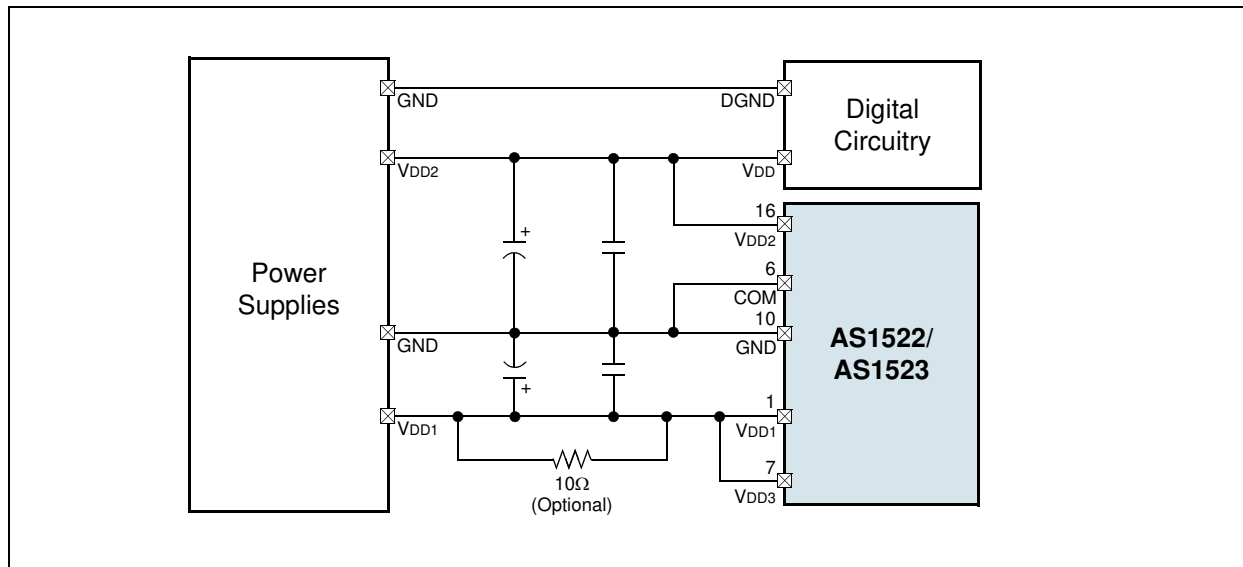 Power
Supplies
GND
VDD2
GND
VDD1
+
+
10Ω
(Optional)
DGND
VDD
Digital
Circuitry
16
VDD2
6
COM
10
GND
1
VDD1
7
VDD3
AS1522/
AS1523